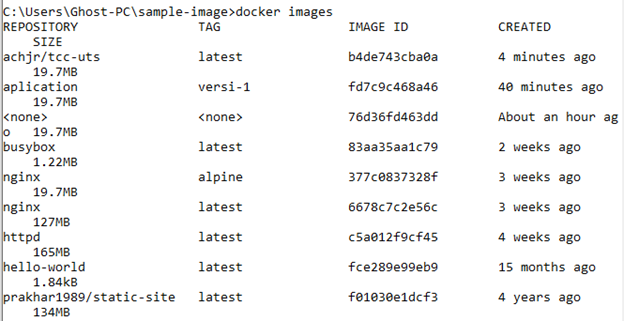 C:\Users\Ghost-PC\sample-image>docker images
REPOSITORY TAG IMAGE ID CREATED
SIZE
achjr/tcc-uts latest b4de743cba0a 4 minutes ago
19.7MB
aplication versi-1 fd7c9c468a46 40 minutes ago
19.7MB
<none> <none> 76d36fd463dd About an hour ag
o 19.7MB
busybox latest 83aa35aa1c79 2 weeks ago
1.22MB
nginx alpine 377c0837328f 3 weeks ago
19.7MB
nginx latest 6678c7c2e56c 3 weeks ago
127MB
httpd latest c5a012f9cf45 4 weeks ago
165MB
hello-world latest fce289e99eb9 15 months ago
1.84kB
prakhar1989/static-site latest f01030e1dcf3 4 years ago
134MB